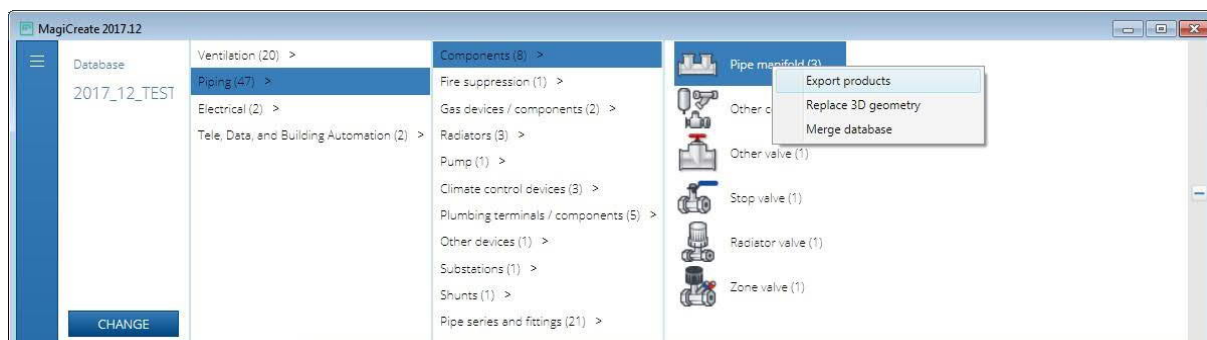 MagiCreate 2017.12
Database
2017_12_TEST
CHANGE
Ventilation (20) >
Piping (47) >
Electrical (2) >
Tele, Data, and Building Automation (2) >
Components (8) >
Fire suppression (1) >
Gas devices / components (2) >
Radiators (3) >
Pump (1) >
Climate control devices (3) >
Plumbing terminals / components (5) >
Other devices (1) >
Substations (1) >
Shunts (1) >
Pipe series and fittings (21) >
Pipe manifold (3)
Other
Other valve (1)
Stop valve (1)
Radiator valve (1)
Zone valve (1)
Export products
Replace 3D geometry
Merge database